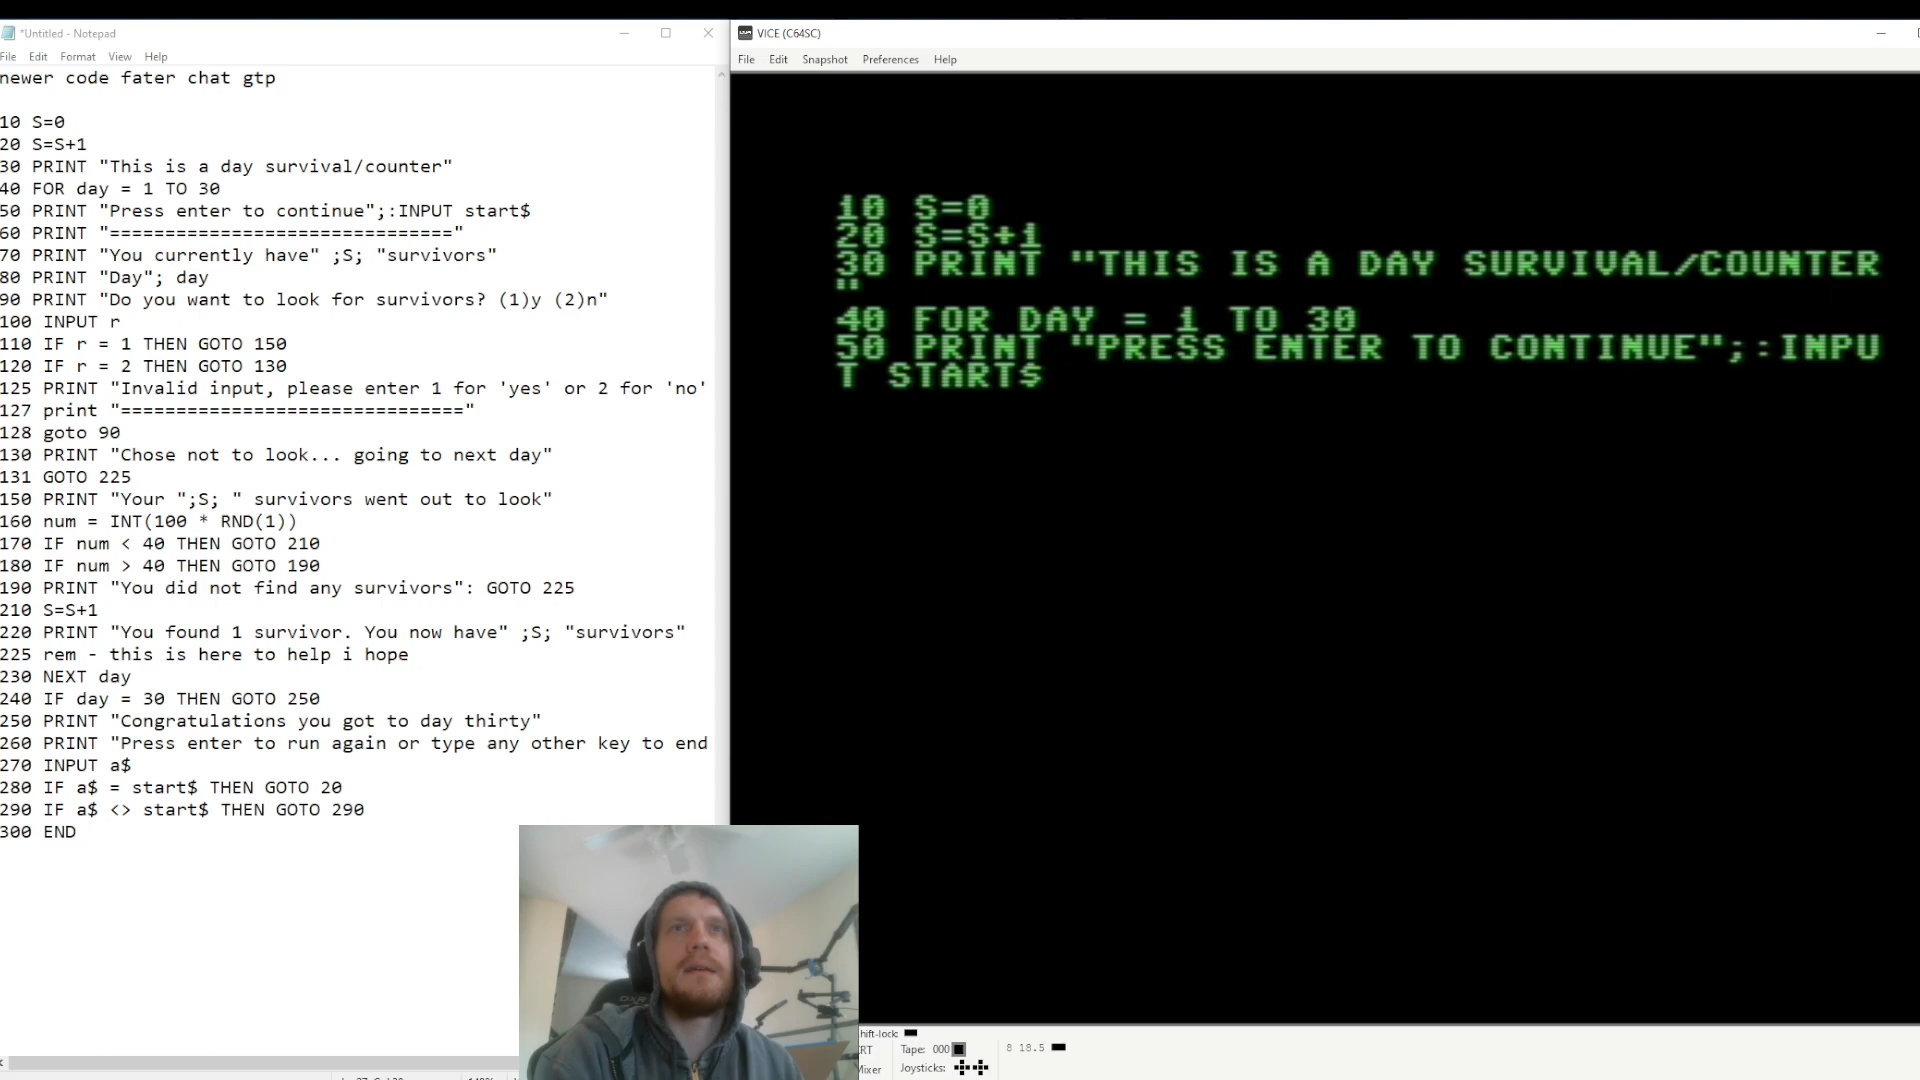 *Untitled - Notepad
File Edit Format View Help
newer code fater chat gtp
10 S=0
20 S=S+1
30 PRINT "This is a day survival/counter"
40 FOR day = 1 TO 30
50 PRINT "Press enter to continue";:INPUT start$
60 PRINT "==============================="
70 PRINT "You currently have" ;S; "survivors"
80 PRINT "Day"; day
90 PRINT "Do you want to look for survivors? (1)y (2)n"
100 INPUT r
110 IF r = 1 THEN GOTO 150
120 IF r = 2 THEN GOTO 130
125 PRINT "Invalid input, please enter 1 for 'yes' or 2 for 'no'
127 print "==============================="
128 goto 90
130 PRINT "Chose not to look... going to next day"
131 GOTO 225
150 PRINT "Your ";S; " survivors went out to look"
160 num = INT(100 * RND(1))
170 IF num < 40 THEN GOTO 210
180 IF num > 40 THEN GOTO 190
190 PRINT "You did not find any survivors": GOTO 225
210 S=S+1
220 PRINT "You found 1 survivor. You now have" ;S; "survivors"
225 rem - this is here to help i hope
230 NEXT day
240 IF day = 30 THEN GOTO 250
250 PRINT "Congratulations you got to day thirty"
260 PRINT "Press enter to run again or type any other key to end
270 INPUT a$
280 IF a$ = start$ THEN GOTO 20
290 IF a$ <> start$ THEN GOTO 290
300 END
VICE (C64SC)
File Edit Snapshot Preferences Help
10 S=0
20 S=S+1
30 PRINT "THIS IS A DAY SURVIVAL/COUNTER
"
40 FOR DAY = 1 TO 30
50 PRINT "PRESS ENTER TO CONTINUE";:INPU
T START$
hift-lock:
RT
Tape: 000
8 18.5
Mixer
Joysticks: